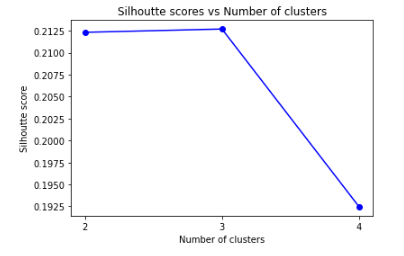 Silhoutte scores vs Number of clusters
0.2125
0.2100
0.2075
0.2050
0.2025
0.2000
0.1975
0.1950
0.1925
Silhoutte score
2 3 4
Number of clusters